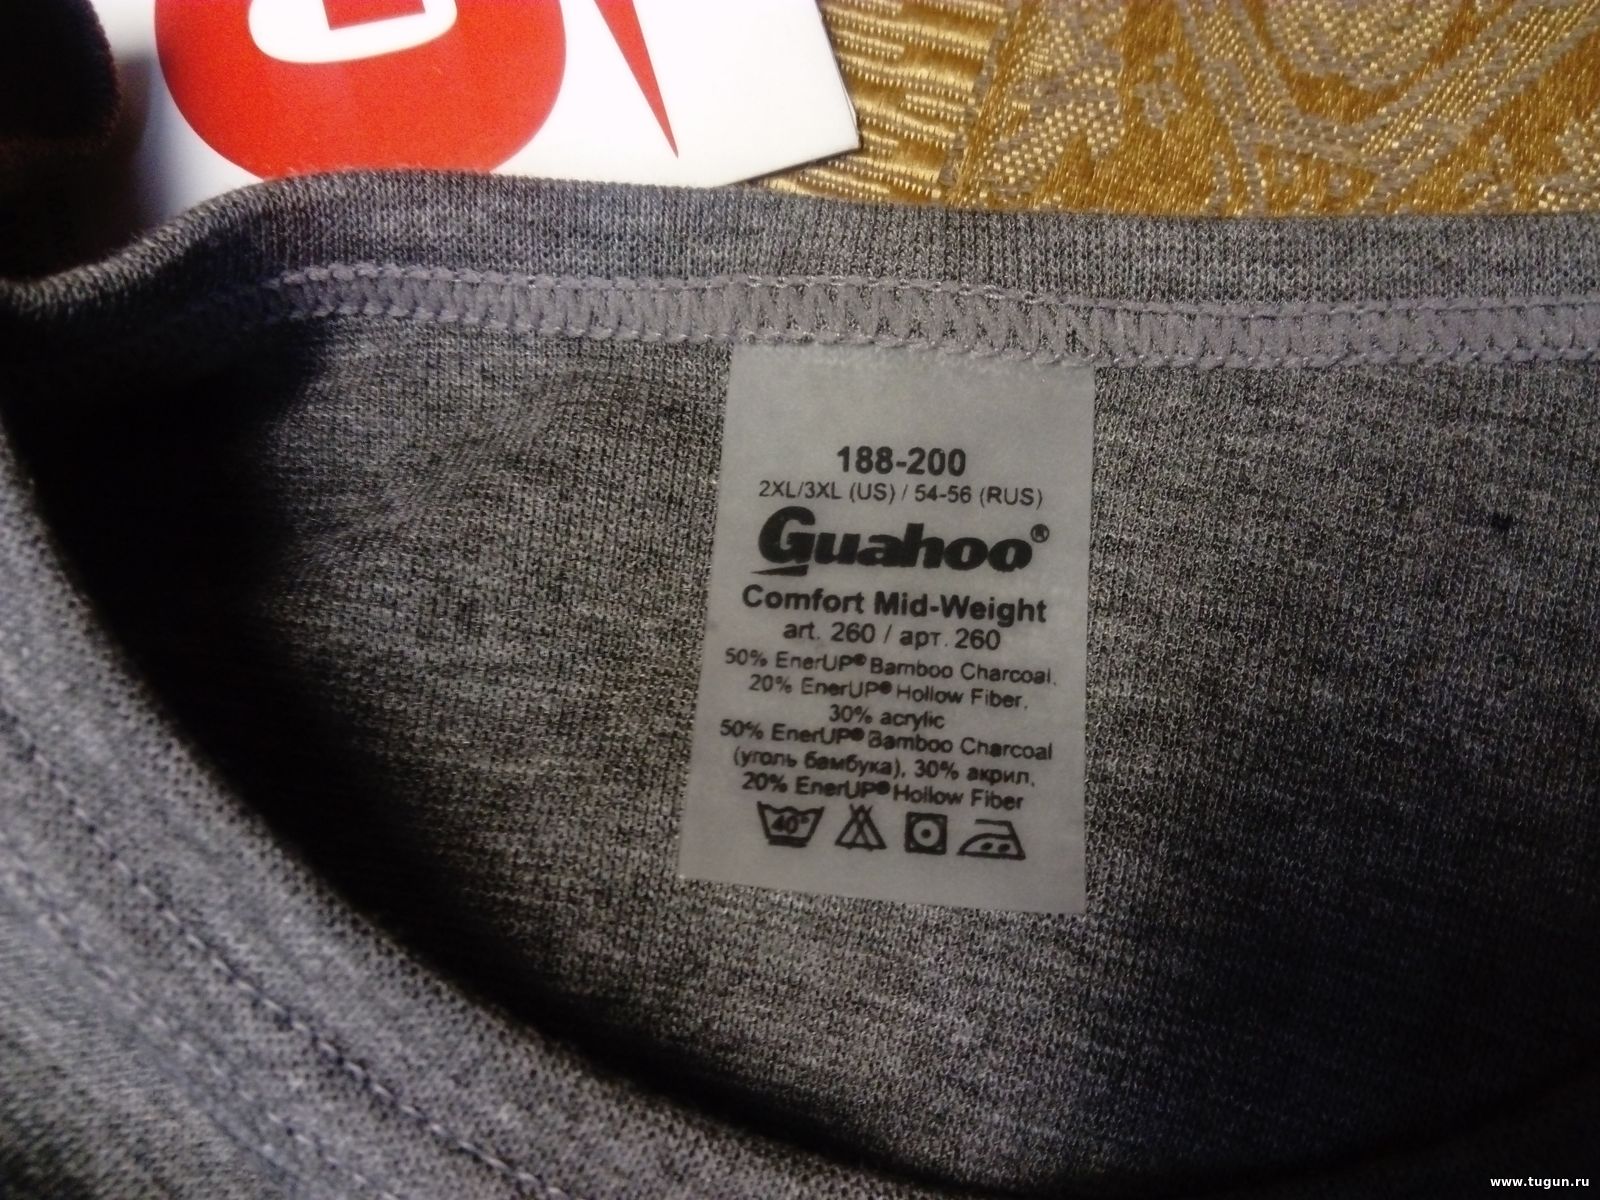 188-200
2XL/3XL (US) / 54-56 (RUS)
Guahoo®
Comfort Mid-Weight
art. 260 / арт. 260
50% EnerUP® Bamboo Charcoal,
20% EnerUP® Hollow Fiber,
30% acrylic
50% EnerUP® Bamboo Charcoal
(уголь бамбука), 30% акрил,
20% EnerUP® Hollow Fiber
40°
www.tugun.ru